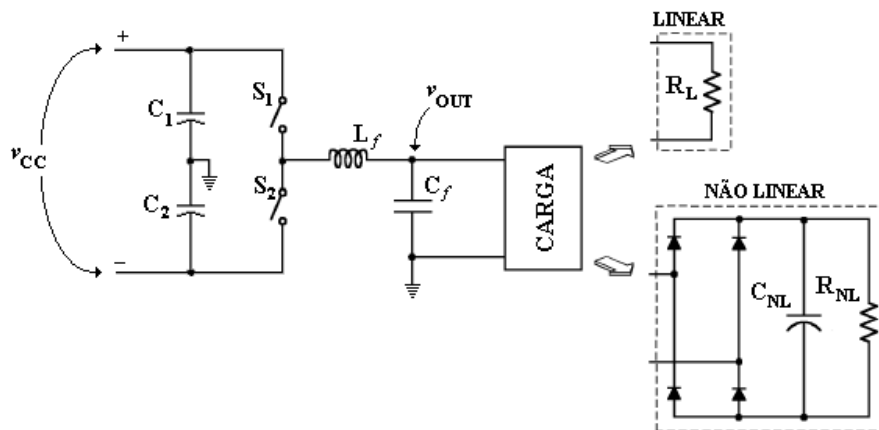 LINEAR
R_L
+
S_1
C_1
v_OUT
L_f
v_CC
C_f
CARGA
S_2
C_2
NÃO LINEAR
−
C_NL
R_NL